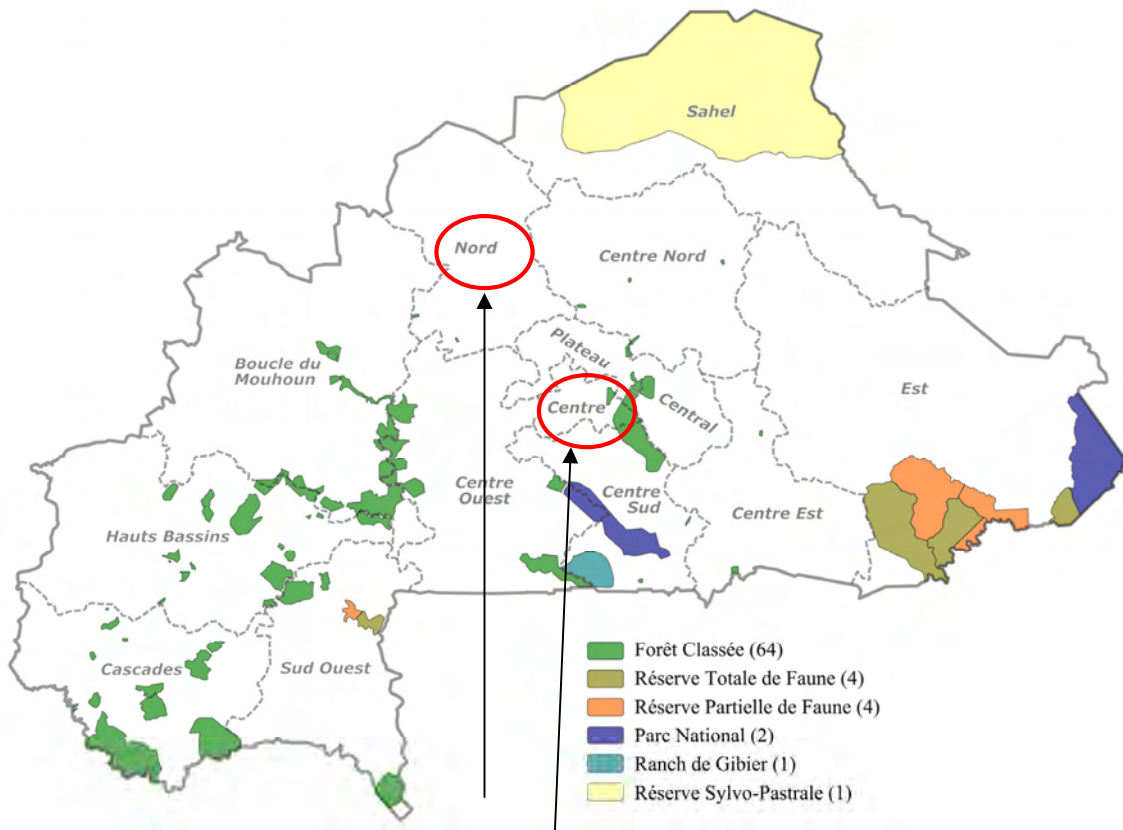 Sahel
Nord
Centre Nord
Plateau
Boucle du
Mouhoun
Est
Centre
Central
Centre
Ouest
Centre
Sud
Centre Est
Hauts Bassins
Cascades
Sud Ouest
Forêt Classée (64)
Réserve Totale de Faune (4)
Réserve Partielle de Faune (4)
Parc National (2)
Ranch de Gibier (1)
Réserve Sylvo-Pastrale (1)